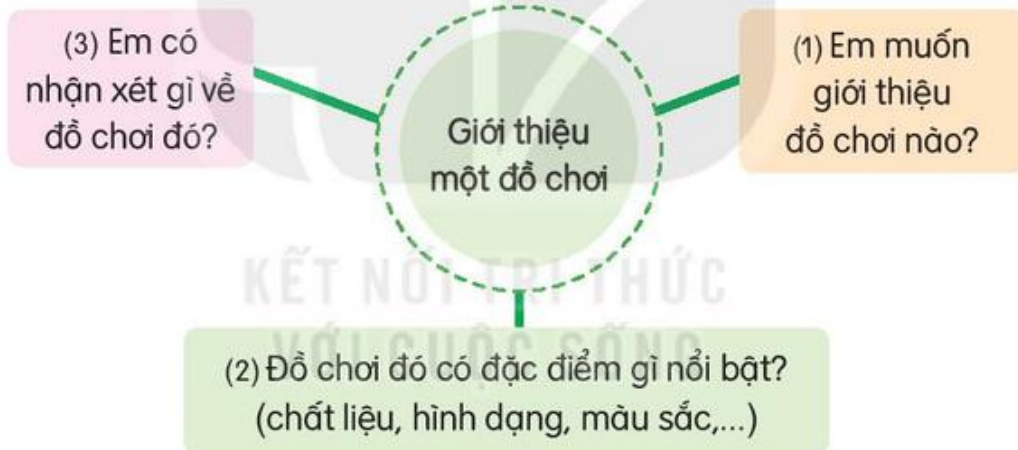 (3) Em có
nhận xét gì về
đồ chơi đó?
Giới thiệu
một đồ chơi
(1) Em muốn
giới thiệu
đồ chơi nào?
KẾT NỐI TRI THỨC
VỚI CUỘC SỐNG
(2) Đồ chơi đó có đặc điểm gì nổi bật?
(chất liệu, hình dạng, màu sắc,...)